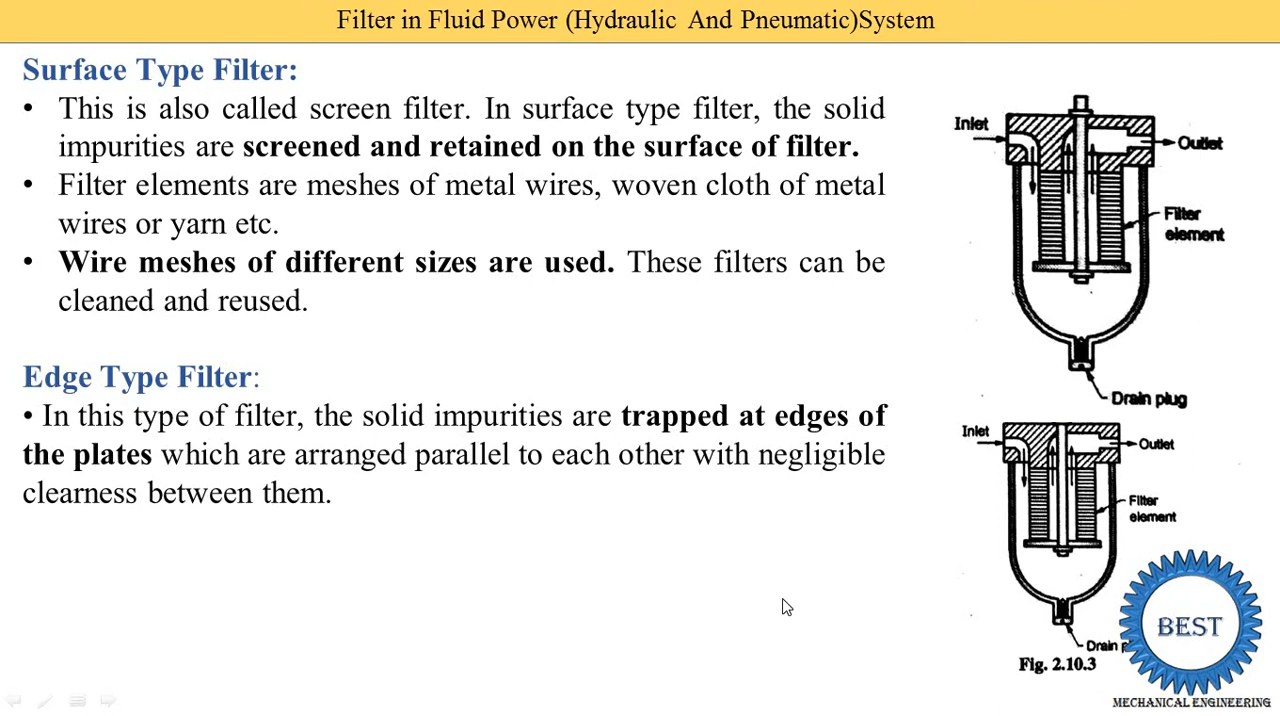 Filter in Fluid Power (Hydraulic And Pneumatic)System
Surface Type Filter:
• This is also called screen filter. In surface type filter, the solid
impurities are screened and retained on the surface of filter.
• Filter elements are meshes of metal wires, woven cloth of metal
wires or yarn etc.
• Wire meshes of different sizes are used. These filters can be
cleaned and reused.
Edge Type Filter:
• In this type of filter, the solid impurities are trapped at edges of
the plates which are arranged parallel to each other with negligible
clearness between them.
Inlet
Outlet
Filter
element
Drain plug
Inlet
Outlet
Filter
element
Drain
Fig. 2.10.3
BEST
MECHANICAL ENGINEERING